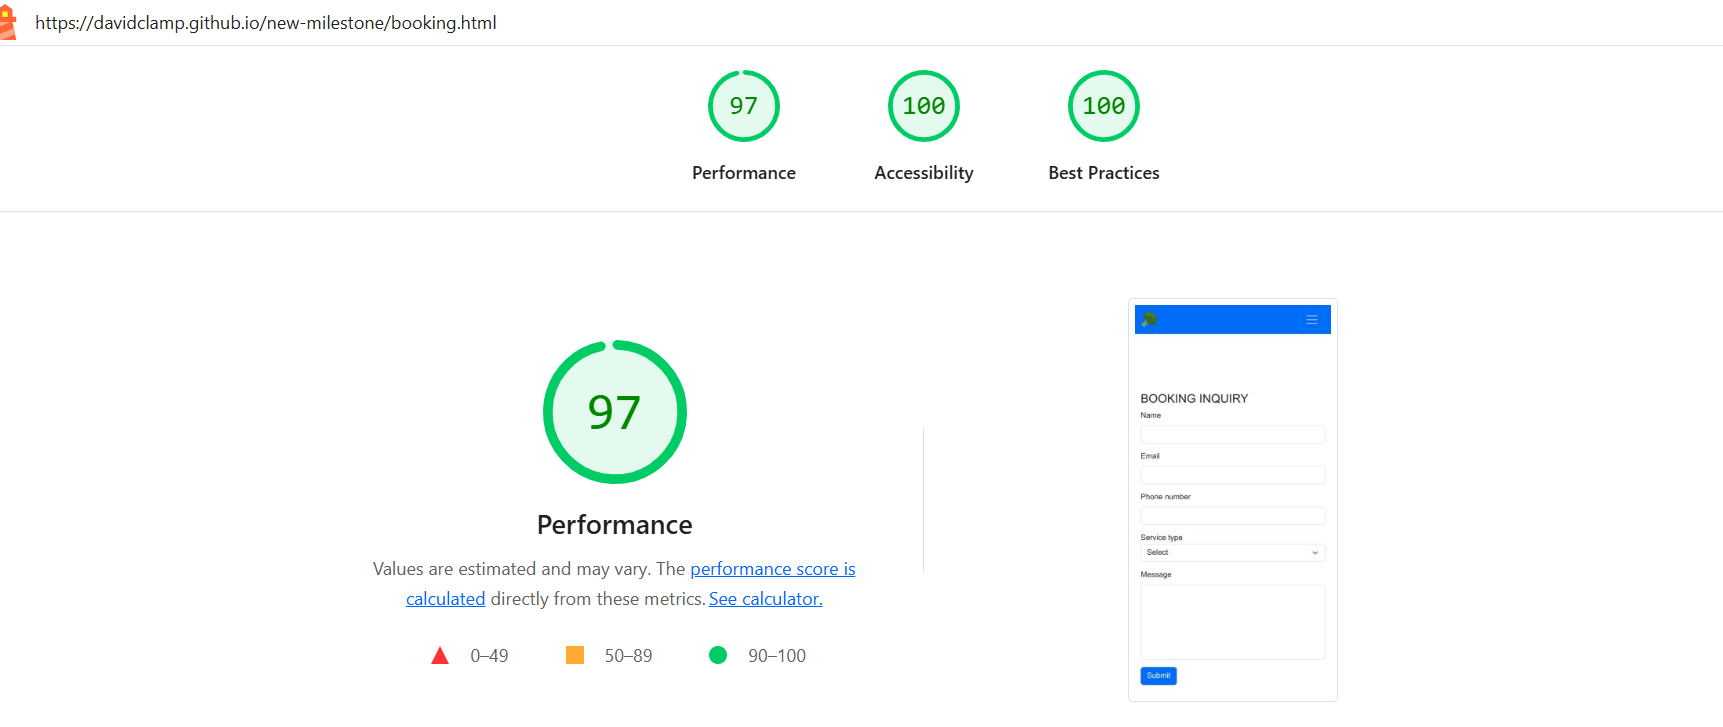 https://davidclamp.github.io/new-milestone/booking.html
97
100
100
Performance
Accessibility
Best Practices
97
Performance
Values are estimated and may vary. The performance score is
calculated directly from these metrics. See calculator.
0–49
50–89
90–100
BOOKING INQUIRY
Name
Email
Phone number
Service type
Select
Message
Submit